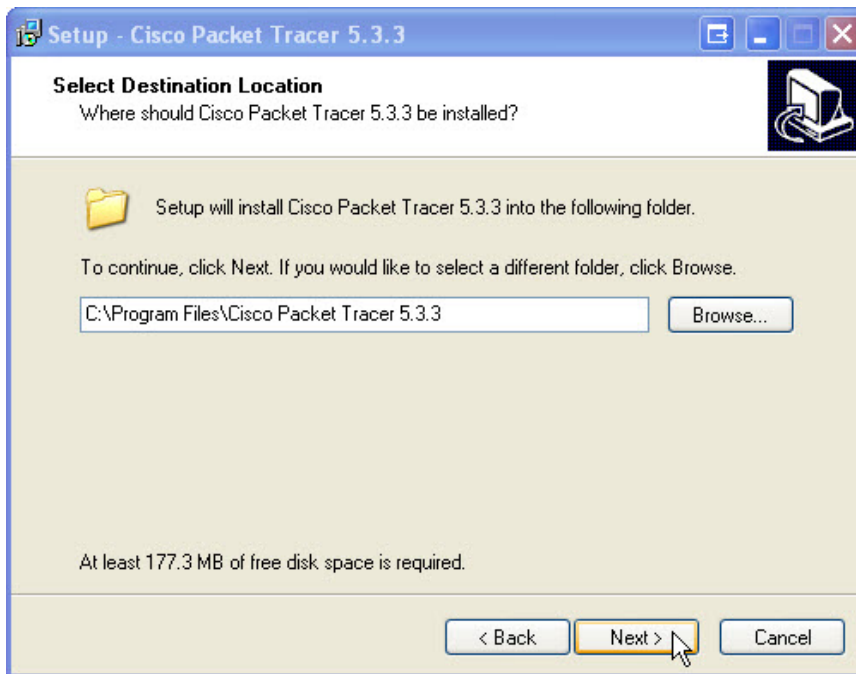 Setup - Cisco Packet Tracer 5.3.3
Select Destination Location
Where should Cisco Packet Tracer 5.3.3 be installed?
Setup will install Cisco Packet Tracer 5.3.3 into the following folder.
To continue, click Next. If you would like to select a different folder, click Browse.
C:\Program Files\Cisco Packet Tracer 5.3.3
Browse...
At least 177.3 MB of free disk space is required.
< Back
Next >
Cancel